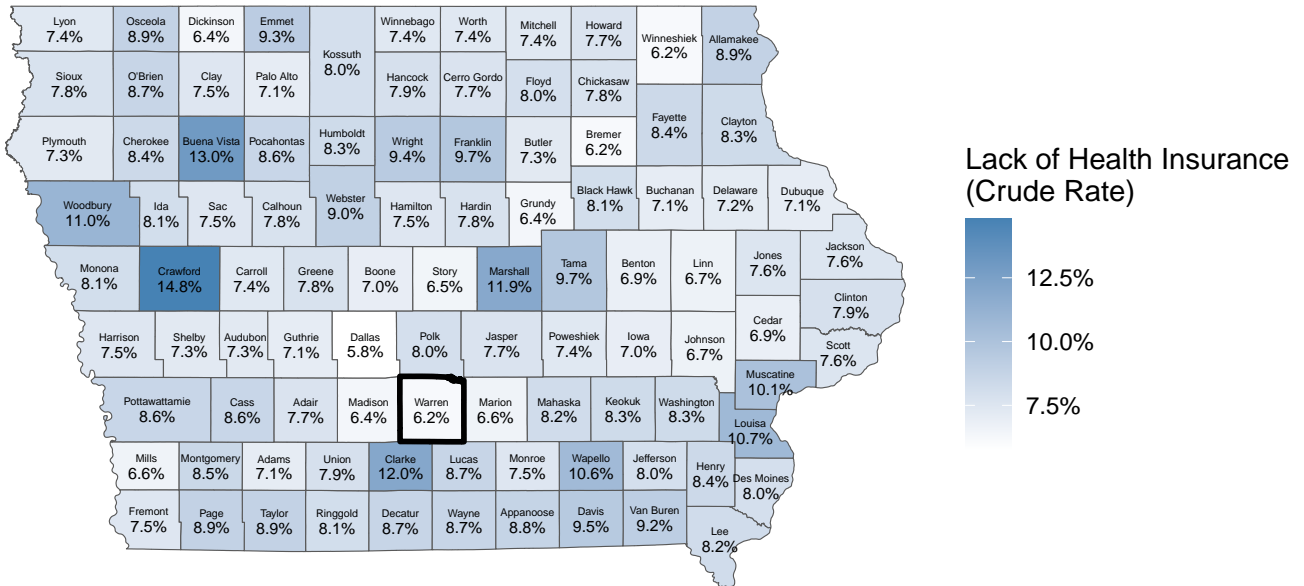 Lyon
7.4%
Osceola
8.9%
Dickinson
6.4%
Emmet
9.3%
Kossuth
8.0%
Winnebago
7.4%
Worth
7.4%
Mitchell
7.4%
Howard
7.7%
Winneshiek
6.2%
Allamakee
8.9%
Sioux
7.8%
O'Brien
8.7%
Clay
7.5%
Palo Alto
7.1%
Hancock
7.9%
Cerro Gordo
7.7%
Floyd
8.0%
Chickasaw
7.8%
Fayette
8.4%
Clayton
8.3%
Plymouth
7.3%
Cherokee
8.4%
Buena Vista
13.0%
Pocahontas
8.6%
Humboldt
8.3%
Wright
9.4%
Franklin
9.7%
Butler
7.3%
Bremer
6.2%
Woodbury
11.0%
Ida
8.1%
Sac
7.5%
Calhoun
7.8%
Webster
9.0%
Hamilton
7.5%
Hardin
7.8%
Grundy
6.4%
Black Hawk
8.1%
Buchanan
7.1%
Delaware
7.2%
Dubuque
7.1%
Monona
8.1%
Crawford
14.8%
Carroll
7.4%
Greene
7.8%
Boone
7.0%
Story
6.5%
Marshall
11.9%
Tama
9.7%
Benton
6.9%
Linn
6.7%
Jones
7.6%
Jackson
7.6%
Clinton
7.9%
Harrison
7.5%
Shelby
7.3%
Audubon
7.3%
Guthrie
7.1%
Dallas
5.8%
Polk
8.0%
Jasper
7.7%
Poweshiek
7.4%
Iowa
7.0%
Johnson
6.7%
Cedar
6.9%
Scott
7.6%
Muscatine
10.1%
Pottawattamie
8.6%
Cass
8.6%
Adair
7.7%
Madison
6.4%
Warren
6.2%
Marion
6.6%
Mahaska
8.2%
Keokuk
8.3%
Washington
8.3%
Louisa
10.7%
Mills
6.6%
Montgomery
8.5%
Adams
7.1%
Union
7.9%
Clarke
12.0%
Lucas
8.7%
Monroe
7.5%
Wapello
10.6%
Jefferson
8.0%
Henry
8.4%
Des Moines
8.0%
Fremont
7.5%
Page
8.9%
Taylor
8.9%
Ringgold
8.1%
Decatur
8.7%
Wayne
8.7%
Appanoose
8.8%
Davis
9.5%
Van Buren
9.2%
Lee
8.2%
Lack of Health Insurance
(Crude Rate)
12.5%
10.0%
7.5%